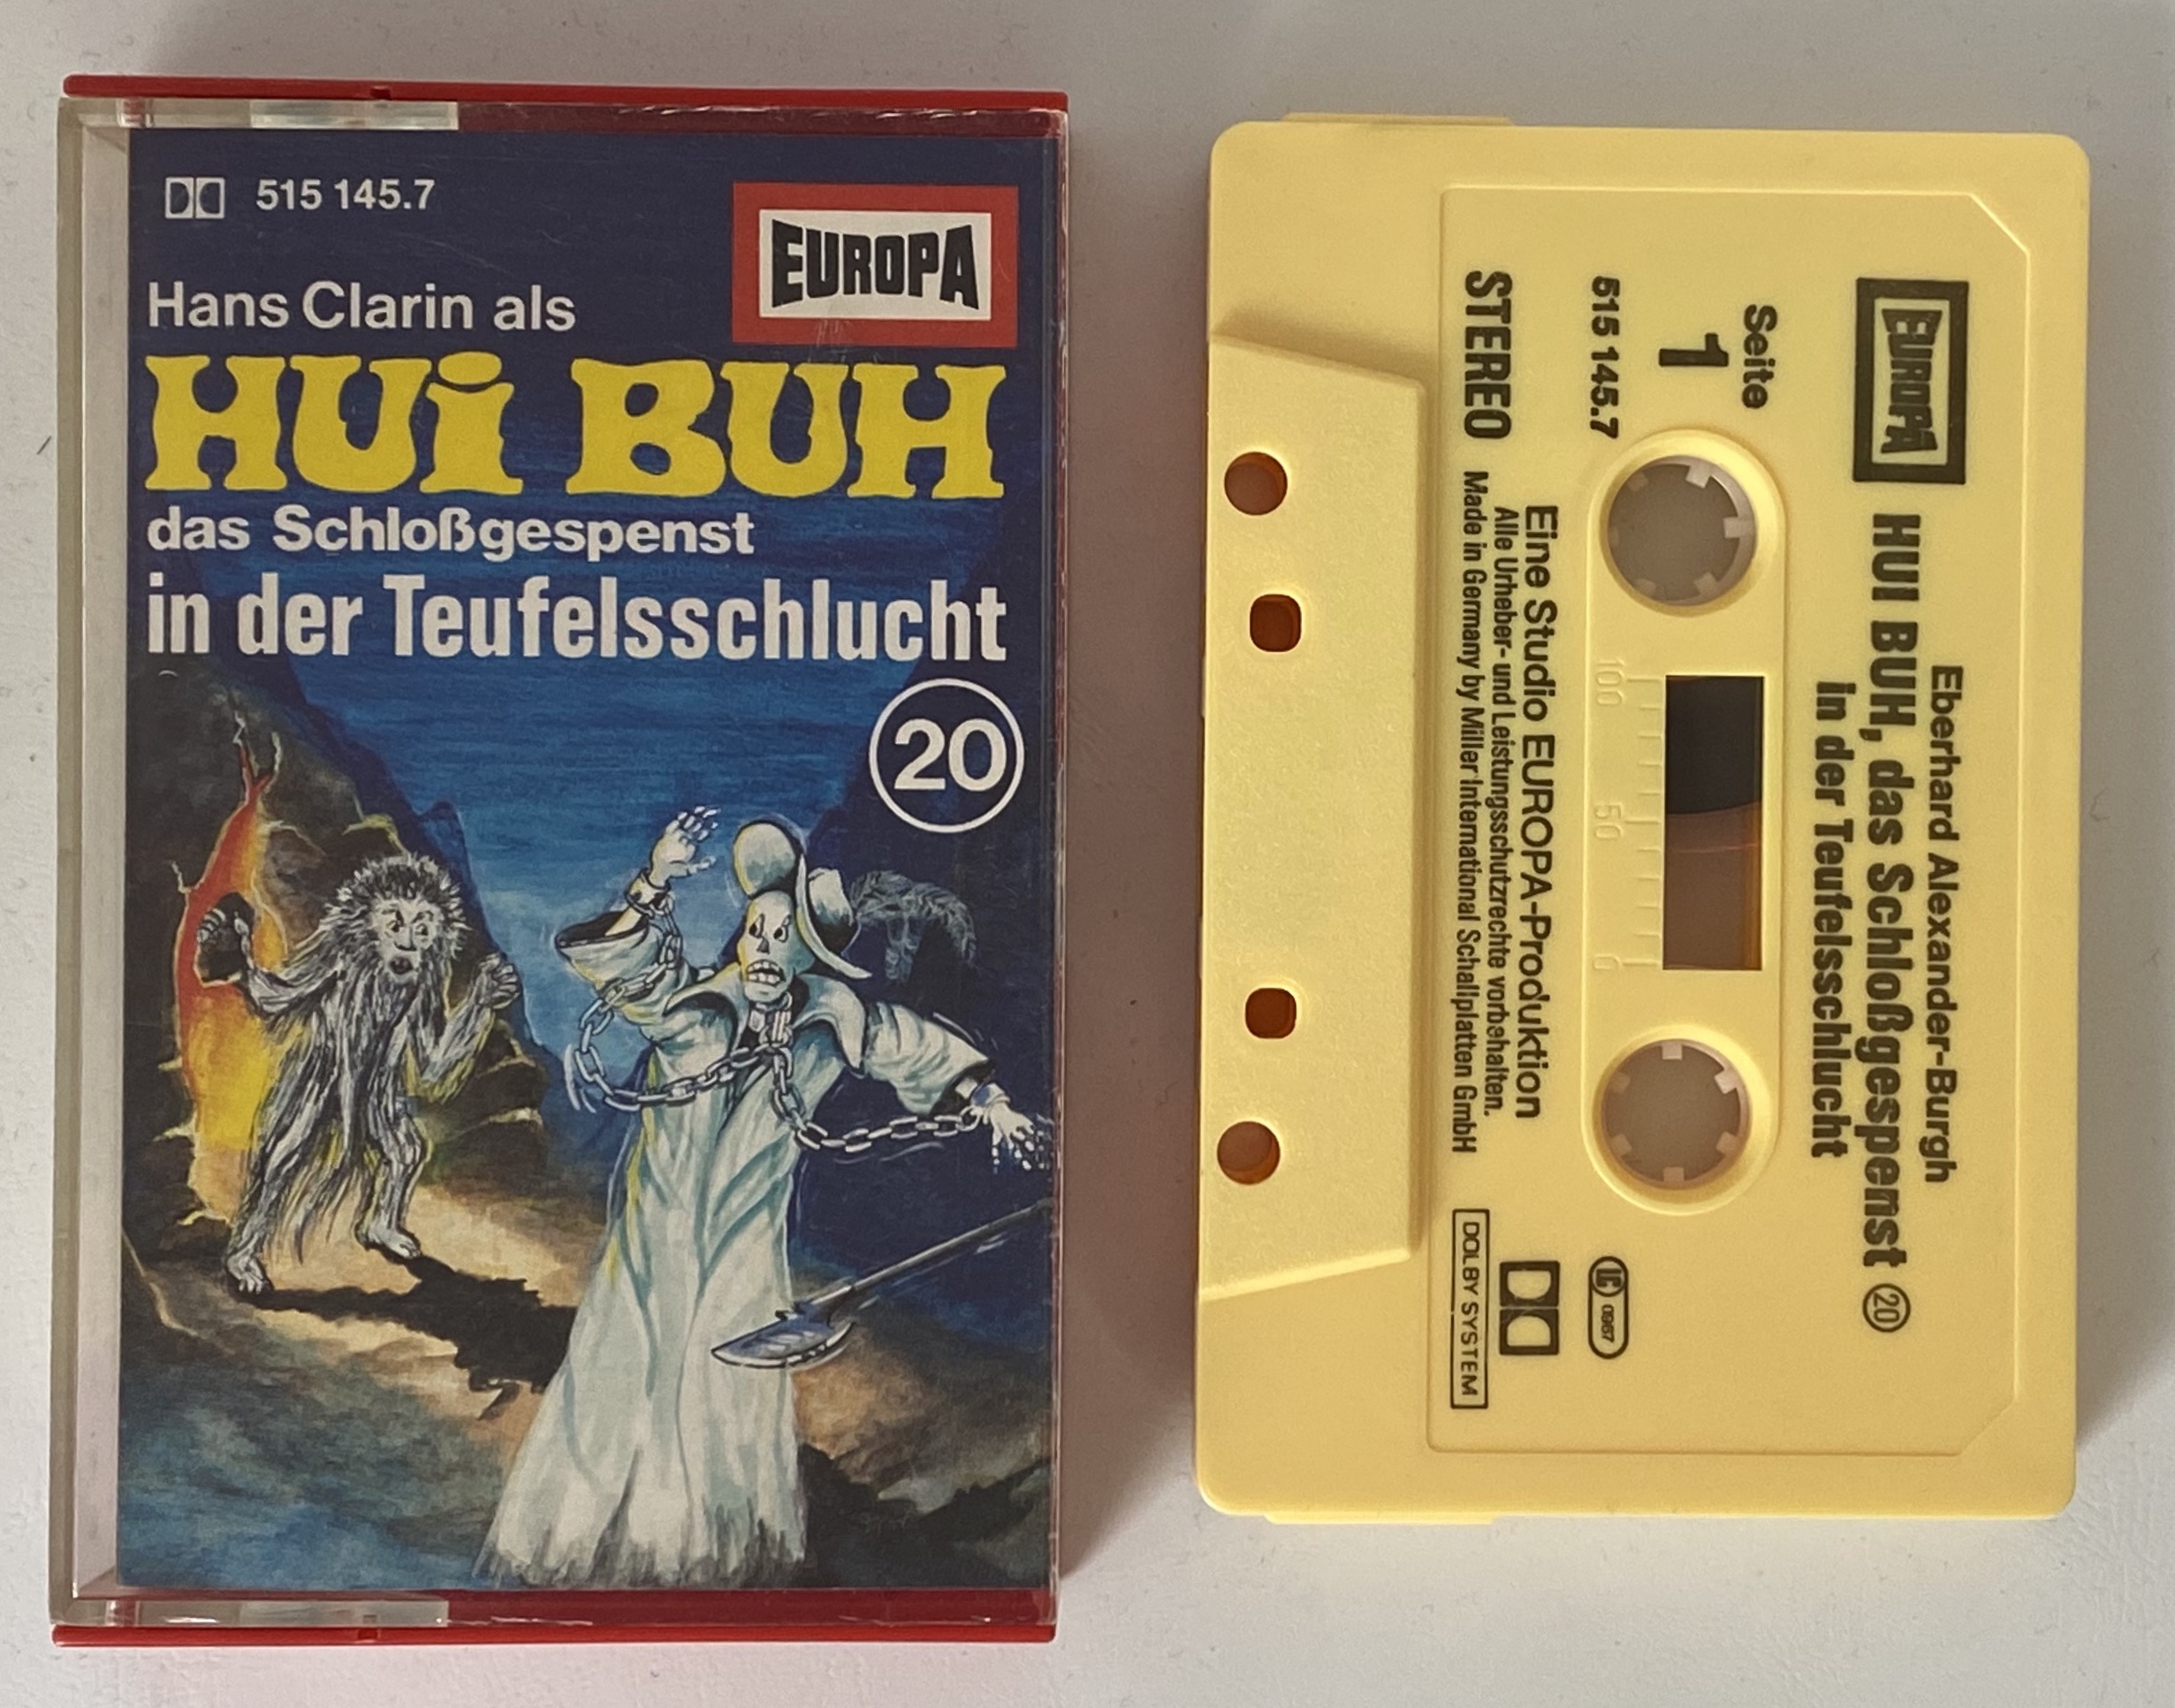 515 145.7
EUROPA
Hans Clarin als
HUi BUH
das Schloßgespenst
in der Teufelsschlucht
20
EUROPA
Eberhard Alexander-Burgh
HUI BUH, das Schloßgespenst 20
in der Teufelsschlucht
Seite
1
515 145.7
STEREO
100 50 0
LC 0967
Eine Studio EUROPA-Produktion
Alle Urheber- und Leistungsschutzrechte vorbehalten.
Made in Germany by Miller International Schallplatten GmbH
DOLBY SYSTEM